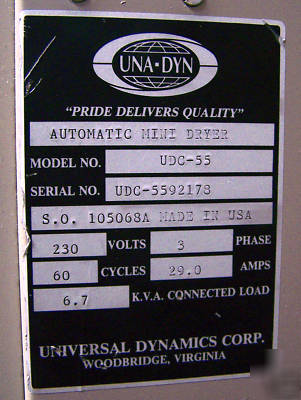 UNA-DYN
"PRIDE DELIVERS QUALITY"
AUTOMATIC MINI DRYER
MODEL NO. UDC-55
SERIAL NO. UDC-5592178
S.O. 105068A MADE IN USA
230 VOLTS 3 PHASE
60 CYCLES 29.0 AMPS
6.7 K.V.A. CONNECTED LOAD
UNIVERSAL DYNAMICS CORP.
WOODBRIDGE, VIRGINIA